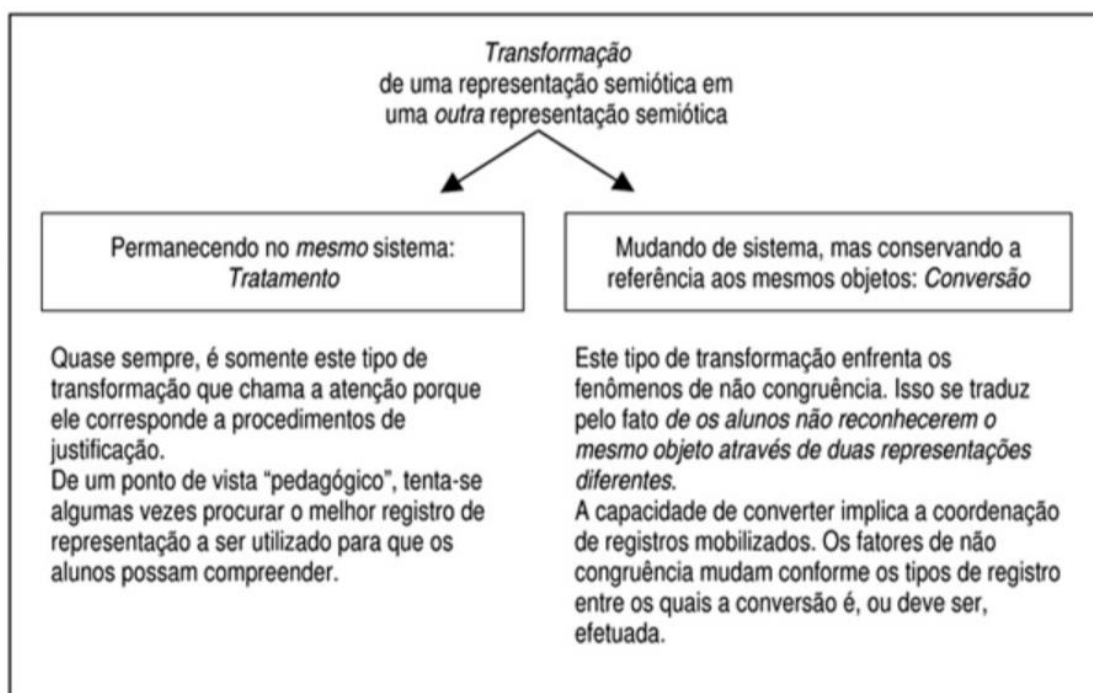 Transformação
de uma representação semiótica em
uma outra representação semiótica
Permanecendo no mesmo sistema:
Tratamento
Mudando de sistema, mas conservando a
referência aos mesmos objetos: Conversão
Quase sempre, é somente este tipo de
transformação que chama a atenção porque
ele corresponde a procedimentos de
justificação.
De um ponto de vista “pedagógico”, tenta-se
algumas vezes procurar o melhor registro de
representação a ser utilizado para que os
alunos possam compreender.
Este tipo de transformação enfrenta os
fenômenos de não congruência. Isso se traduz
pelo fato de os alunos não reconhecerem o
mesmo objeto através de duas representações
diferentes.
A capacidade de converter implica a coordenação
de registros mobilizados. Os fatores de não
congruência mudam conforme os tipos de registro
entre os quais a conversão é, ou deve ser,
efetuada.